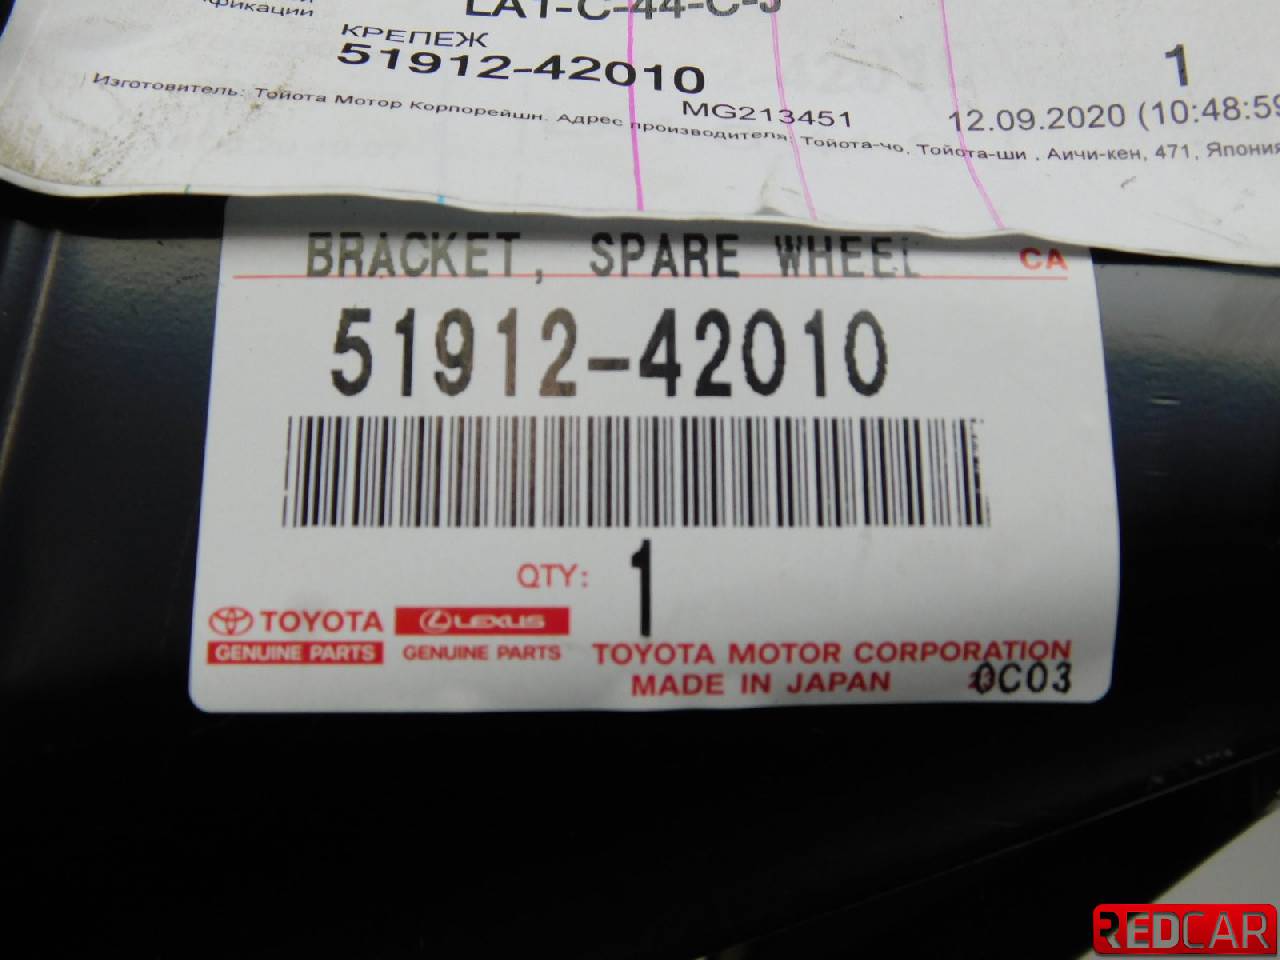 фикации
LA1-C-44-C-J
КРЕПЕЖ
51912-42010
1
MG213451
12.09.2020 (10:48:59
Изготовитель: Тойота Мотор Корпорейшн. Адрес производителя: Тойота-чо, Тойота-ши , Аичи-кен, 471, Япония
BRACKET, SPARE WHEEL CA
51912-42010
QTY: 1
TOYOTA LEXUS
GENUINE PARTS GENUINE PARTS
TOYOTA MOTOR CORPORATION
MADE IN JAPAN 0C03
REDCAR